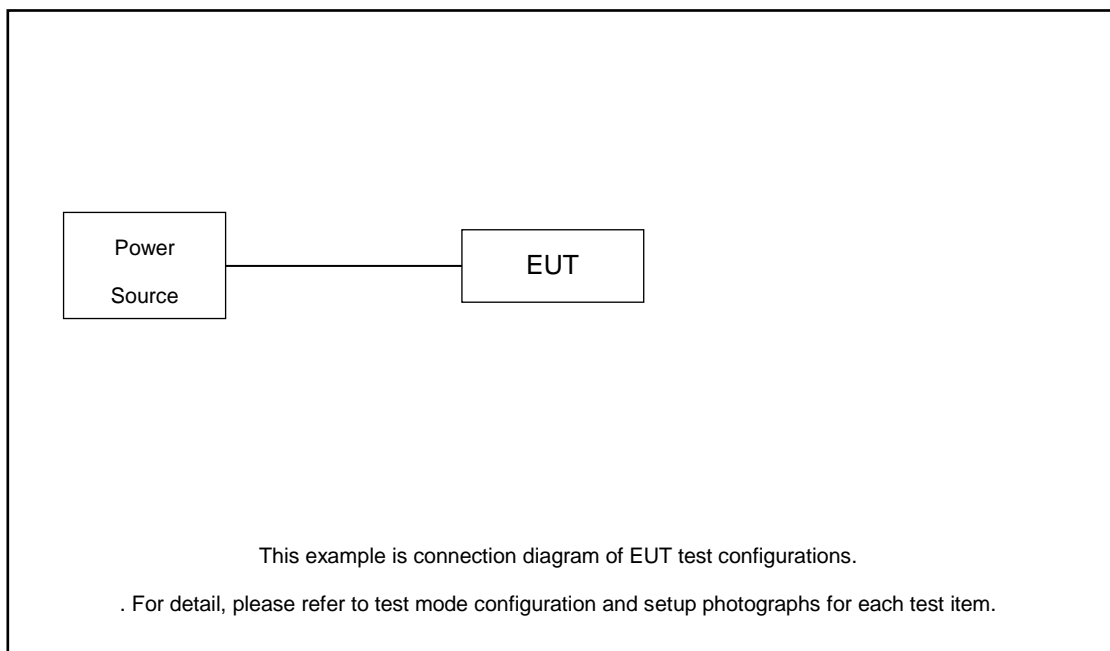 Power
Source
EUT
This example is connection diagram of EUT test configurations.
. For detail, please refer to test mode configuration and setup photographs for each test item.